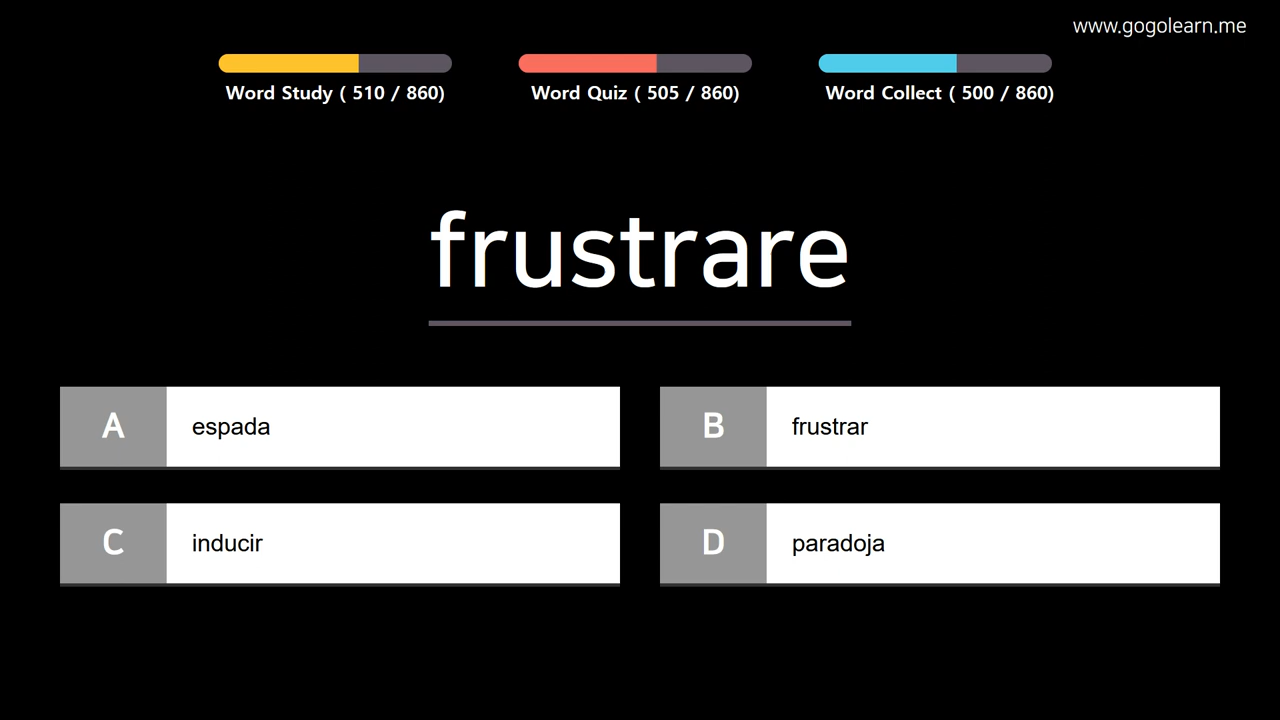 www.gogolearn.me
Word Study ( 510 / 860)
Word Quiz ( 505 / 860)
Word Collect ( 500 / 860)
frustrare
A espada
B frustrar
C inducir
D paradoja